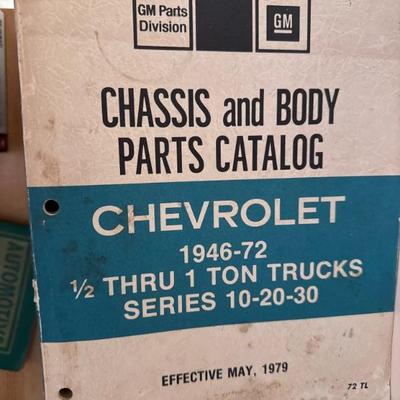 GM Parts
Division
GM
CHASSIS and BODY
PARTS CATALOG
CHEVROLET
1946-72
½ THRU 1 TON TRUCKS
SERIES 10-20-30
EFFECTIVE MAY, 1979
72 TL